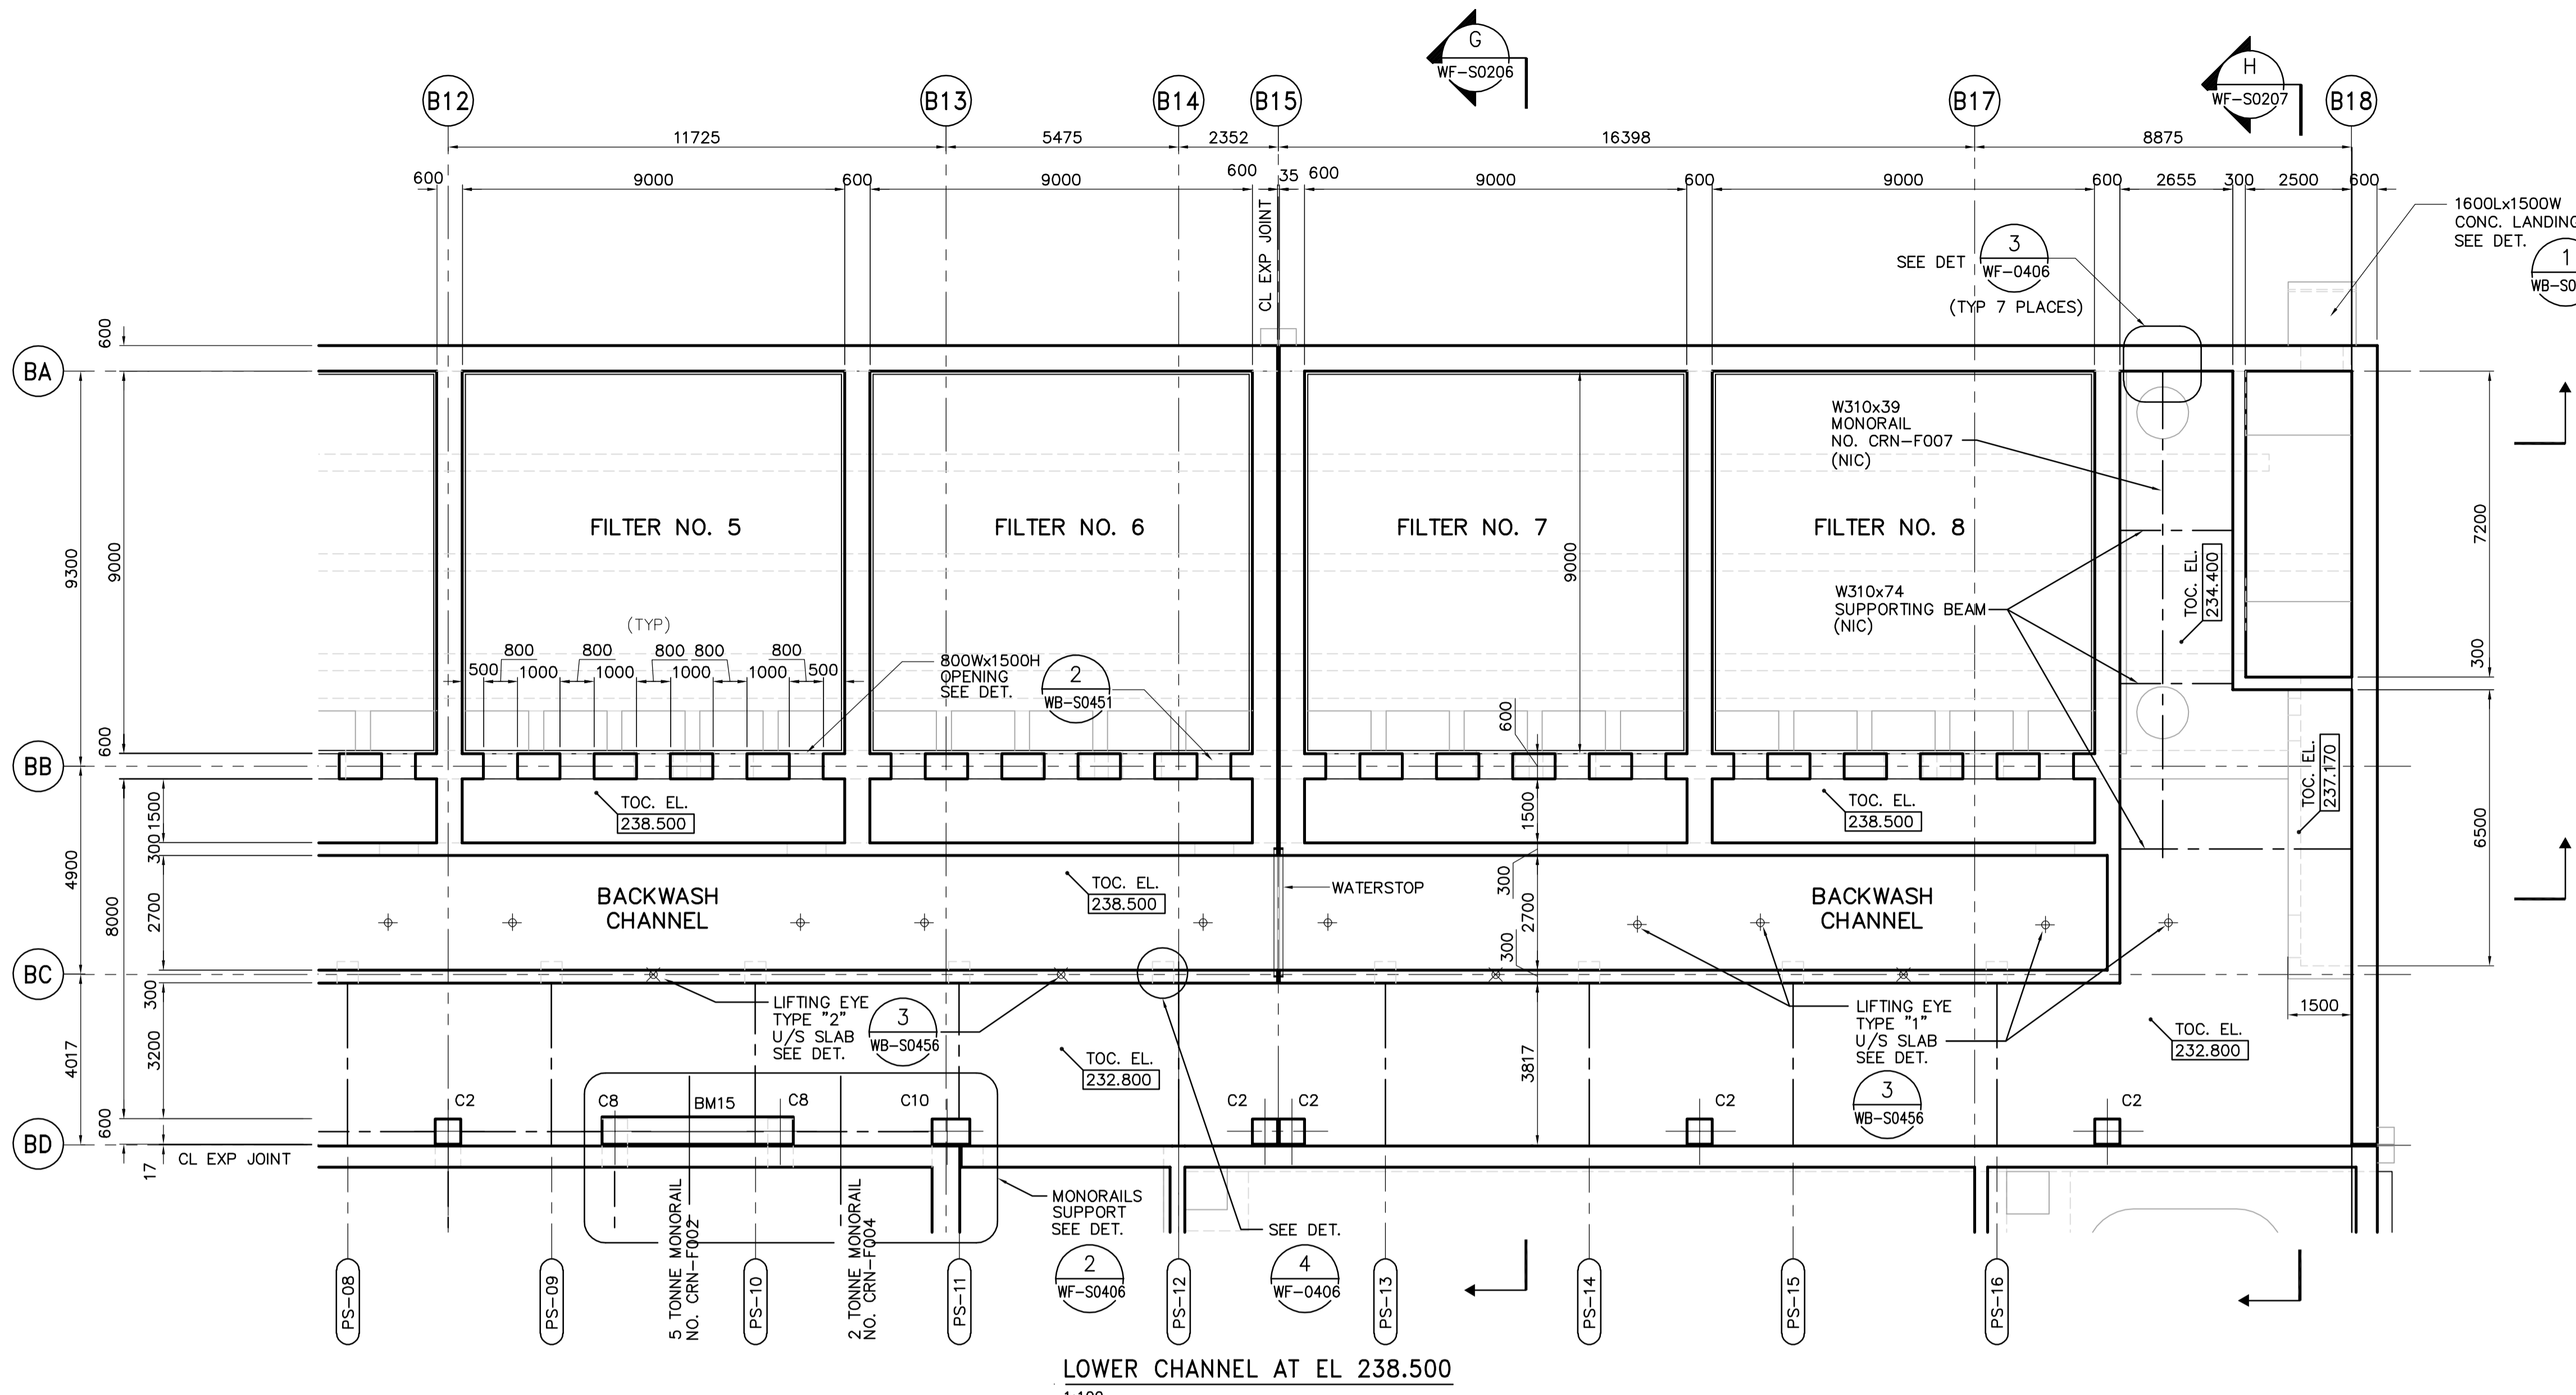 G
WF-S0206
H
WF-S0207
B12
B13
B14
B15
B17
B18
11725
5475
2352
16398
8875
600
9000
600
9000
600
35
600
9000
600
9000
600
2655
300
2500
600
CL EXP JOINT
1600Lx1500W
CONC. LANDING
SEE DET.
1
SEE DET
3
WF-0406
(TYP 7 PLACES)
600
BA
W310x39
MONORAIL
NO. CRN-F007
(NIC)
FILTER NO. 5
FILTER NO. 6
FILTER NO. 7
FILTER NO. 8
9300
9000
9000
7200
TOC. EL.
234.400
W310x74
SUPPORTING BEAM
(NIC)
(TYP)
800
800
800
800
800
500
1000
1000
1000
1000
500
800Wx1500H
OPENING
SEE DET.
2
WB-S0451
300
600
600
BB
TOC. EL.
237.170
TOC. EL.
238.500
TOC. EL.
238.500
1500
300
4900
1500
6500
BACKWASH
CHANNEL
TOC. EL.
238.500
WATERSTOP
300
2700
300
BACKWASH
CHANNEL
8000
2700
BC
300
LIFTING EYE
TYPE "2"
U/S SLAB
SEE DET.
3
WB-S0456
LIFTING EYE
TYPE "1"
U/S SLAB
SEE DET.
3
WB-S0456
1500
TOC. EL.
232.800
TOC. EL.
232.800
4017
3200
3817
600
C2
C8
BM15
C8
C10
C2
C2
C2
C2
BD
17
CL EXP JOINT
5 TONNE MONORAIL
NO. CRN-F002
2 TONNE MONORAIL
NO. CRN-F004
MONORAILS
SUPPORT
SEE DET.
2
WF-S0406
SEE DET.
4
WF-0406
PS-08
PS-09
PS-10
PS-11
PS-12
PS-13
PS-14
PS-15
PS-16
LOWER CHANNEL AT EL 238.500